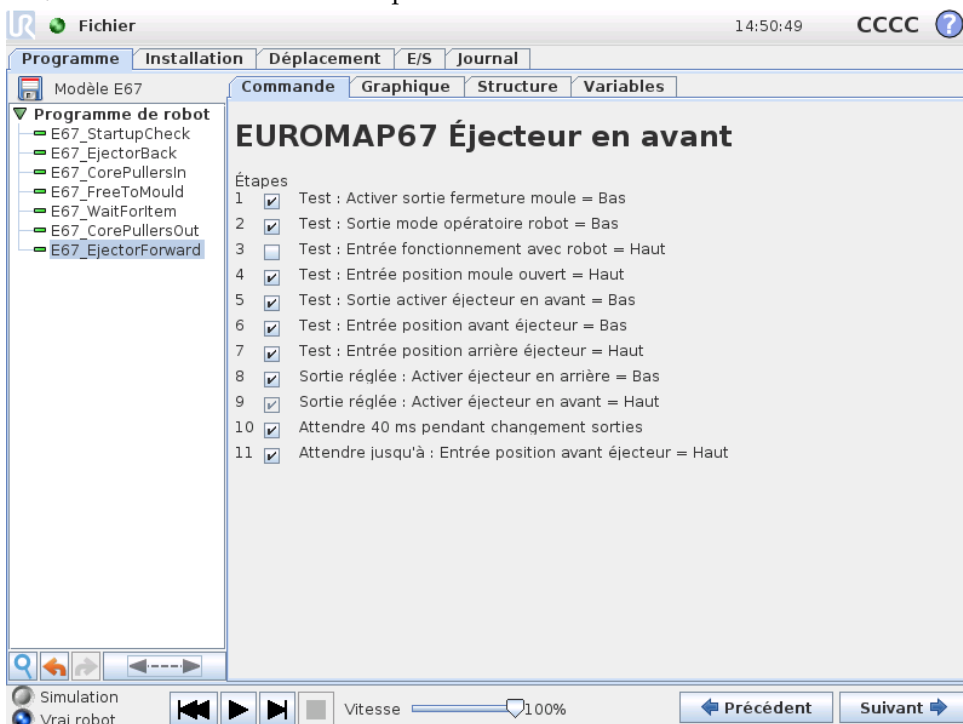 UR Fichier 14:50:49 CCCC ?
Programme Installation Déplacement E/S Journal
Modèle E67
Commande Graphique Structure Variables
Programme de robot
E67_StartupCheck
E67_EjectorBack
E67_CorePullersIn
E67_FreeToMould
E67_WaitForItem
E67_CorePullersOut
E67_EjectorForward
EUROMAP67 Éjecteur en avant
Étapes
1 Test : Activer sortie fermeture moule = Bas
2 Test : Sortie mode opératoire robot = Bas
3 Test : Entrée fonctionnement avec robot = Haut
4 Test : Entrée position moule ouvert = Haut
5 Test : Sortie activer éjecteur en avant = Bas
6 Test : Entrée position avant éjecteur = Bas
7 Test : Entrée position arrière éjecteur = Haut
8 Sortie réglée : Activer éjecteur en arrière = Bas
9 Sortie réglée : Activer éjecteur en avant = Haut
10 Attendre 40 ms pendant changement sorties
11 Attendre jusqu'à : Entrée position avant éjecteur = Haut
Simulation
Vrai robot
Vitesse 100%
Précédent Suivant